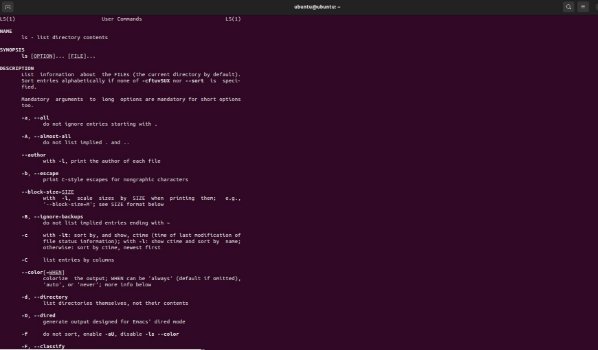 ubuntu@ubuntu: ~
LS(1) User Commands LS(1)
NAME
ls - list directory contents
SYNOPSIS
ls [OPTION]... [FILE]...
DESCRIPTION
List information about the FILEs (the current directory by default).
Sort entries alphabetically if none of -cftuvSUX nor --sort is speci-
fied.
Mandatory arguments to long options are mandatory for short options
too.
-a, --all
do not ignore entries starting with .
-A, --almost-all
do not list implied . and ..
--author
with -l, print the author of each file
-b, --escape
print C-style escapes for nongraphic characters
--block-size=SIZE
with -l, scale sizes by SIZE when printing them; e.g.,
'--block-size=M'; see SIZE format below
-B, --ignore-backups
do not list implied entries ending with ~
-c with -lt: sort by, and show, ctime (time of last modification of
file status information); with -l: show ctime and sort by name;
otherwise: sort by ctime, newest first
-C list entries by columns
--color[=WHEN]
colorize the output; WHEN can be 'always' (default if omitted),
'auto', or 'never'; more info below
-d, --directory
list directories themselves, not their contents
-D, --dired
generate output designed for Emacs' dired mode
-f do not sort, enable -aU, disable -ls --color
-F, --classify